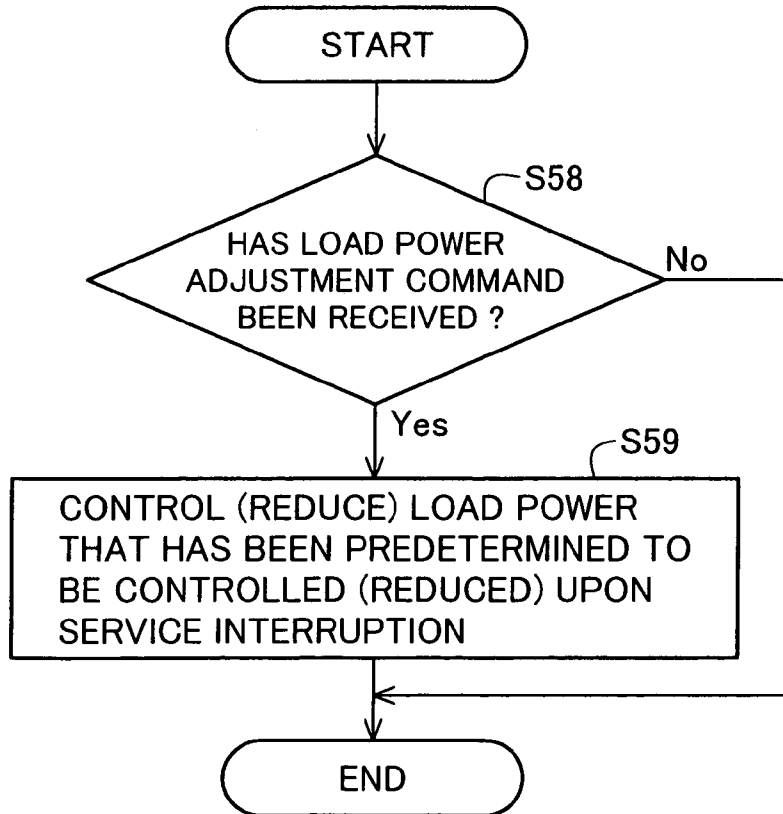 START
S58
HAS LOAD POWER
ADJUSTMENT COMMAND
BEEN RECEIVED ?
No
Yes
S59
CONTROL (REDUCE) LOAD POWER
THAT HAS BEEN PREDETERMINED TO
BE CONTROLLED (REDUCED) UPON
SERVICE INTERRUPTION
END